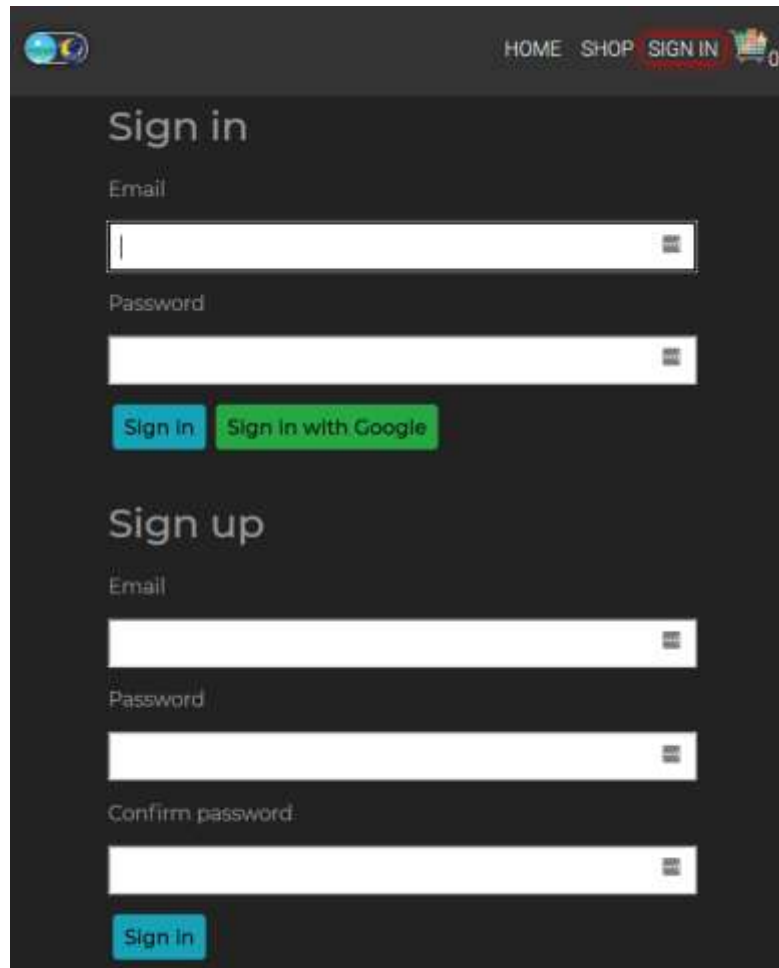 HOME SHOP SIGN IN 0
Sign in
Email
Password
Sign in Sign in with Google
Sign up
Email
Password
Confirm password
Sign in